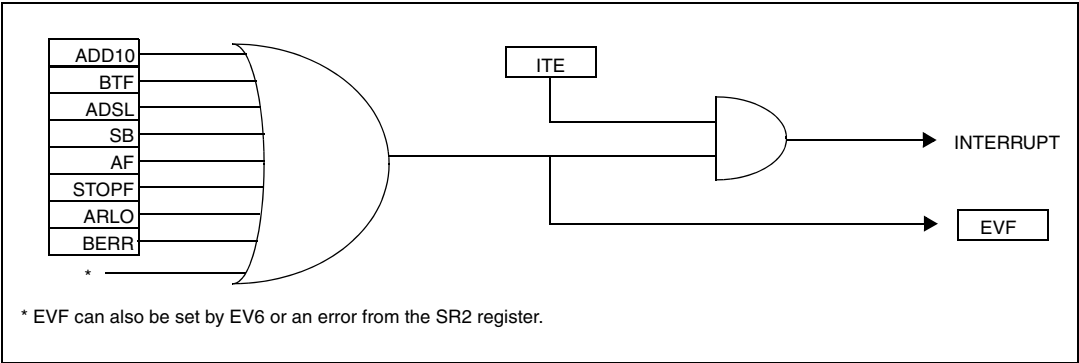 ADD10
BTF
ADSL
SB
AF
STOPF
ARLO
BERR
*
ITE
INTERRUPT
EVF
* EVF can also be set by EV6 or an error from the SR2 register.